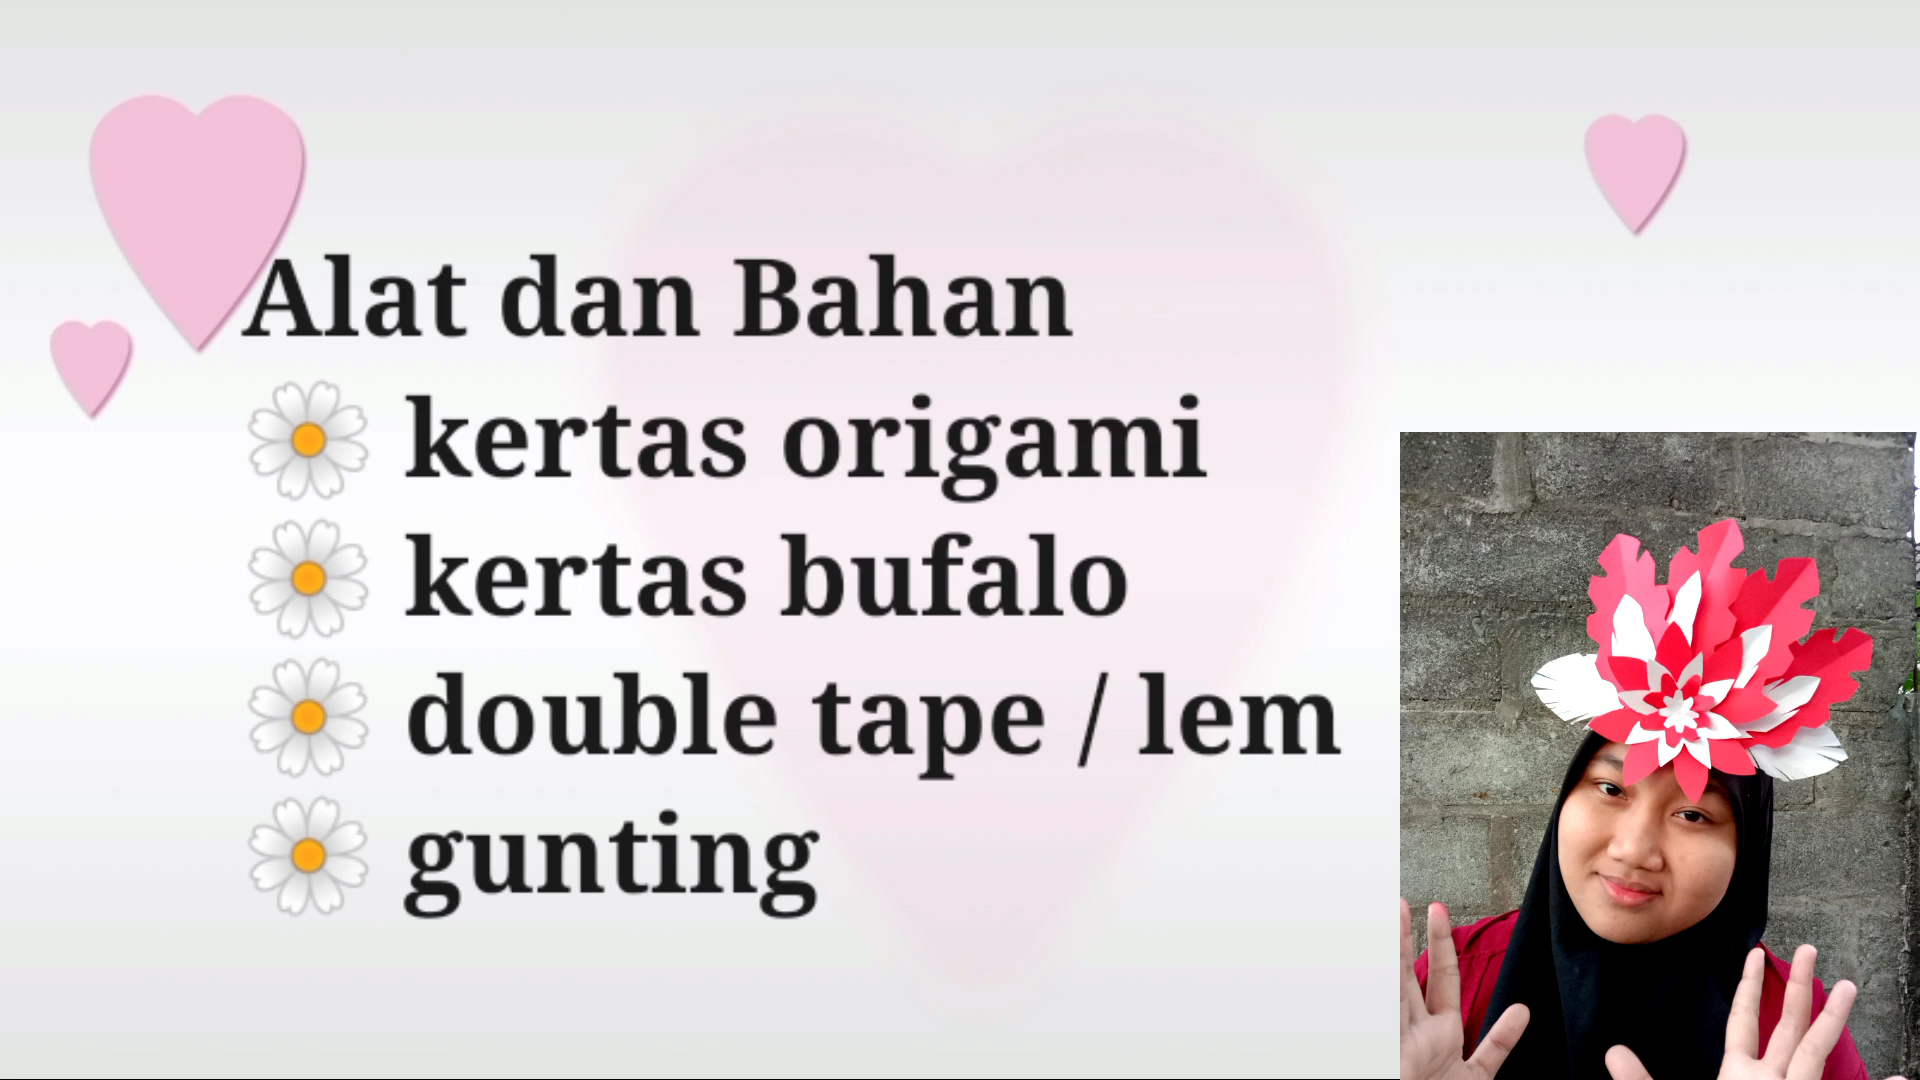 Alat dan Bahan
🌼 kertas origami
🌼 kertas bufalo
🌼 double tape / lem
🌼 gunting